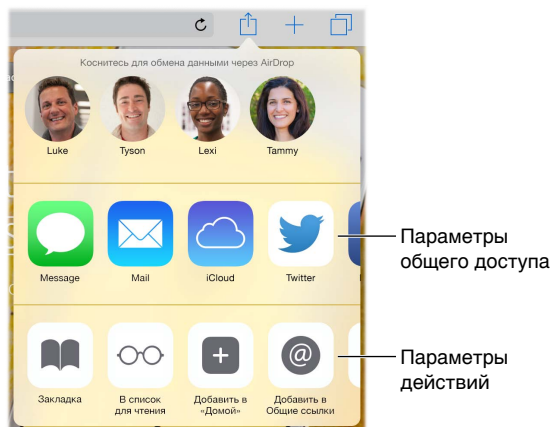 Коснитесь для обмена данными через AirDrop
Luke
Tyson
Lexi
Tammy
Message
Mail
iCloud
Twitter
Параметры
общего доступа
Закладка
В список
для чтения
Добавить в
«Домой»
Добавить в
Общие ссылки
Параметры
действий